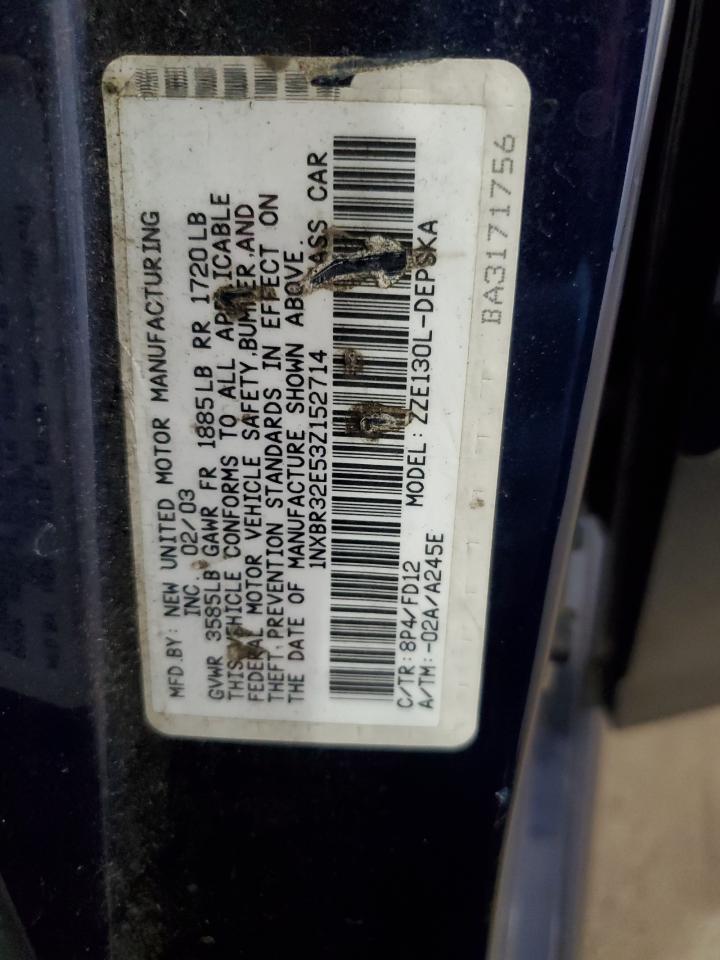 MFD.BY: NEW UNITED MOTOR MANUFACTURING
INC. 02/03
GVWR 3585LB GAWR FR 1885LB RR 1720LB
THIS VEHICLE CONFORMS TO ALL APPLICABLE
FEDERAL MOTOR VEHICLE SAFETY,BUMPER,AND
THEFT PREVENTION STANDARDS IN EFFECT ON
THE DATE OF MANUFACTURE SHOWN ABOVE.
1NXBR32E53Z152714 PASS CAR
C/TR:8P4/FD12 MODEL:ZZE130L-DEPSKA
A/TM:-02A/A245E
BA3171756